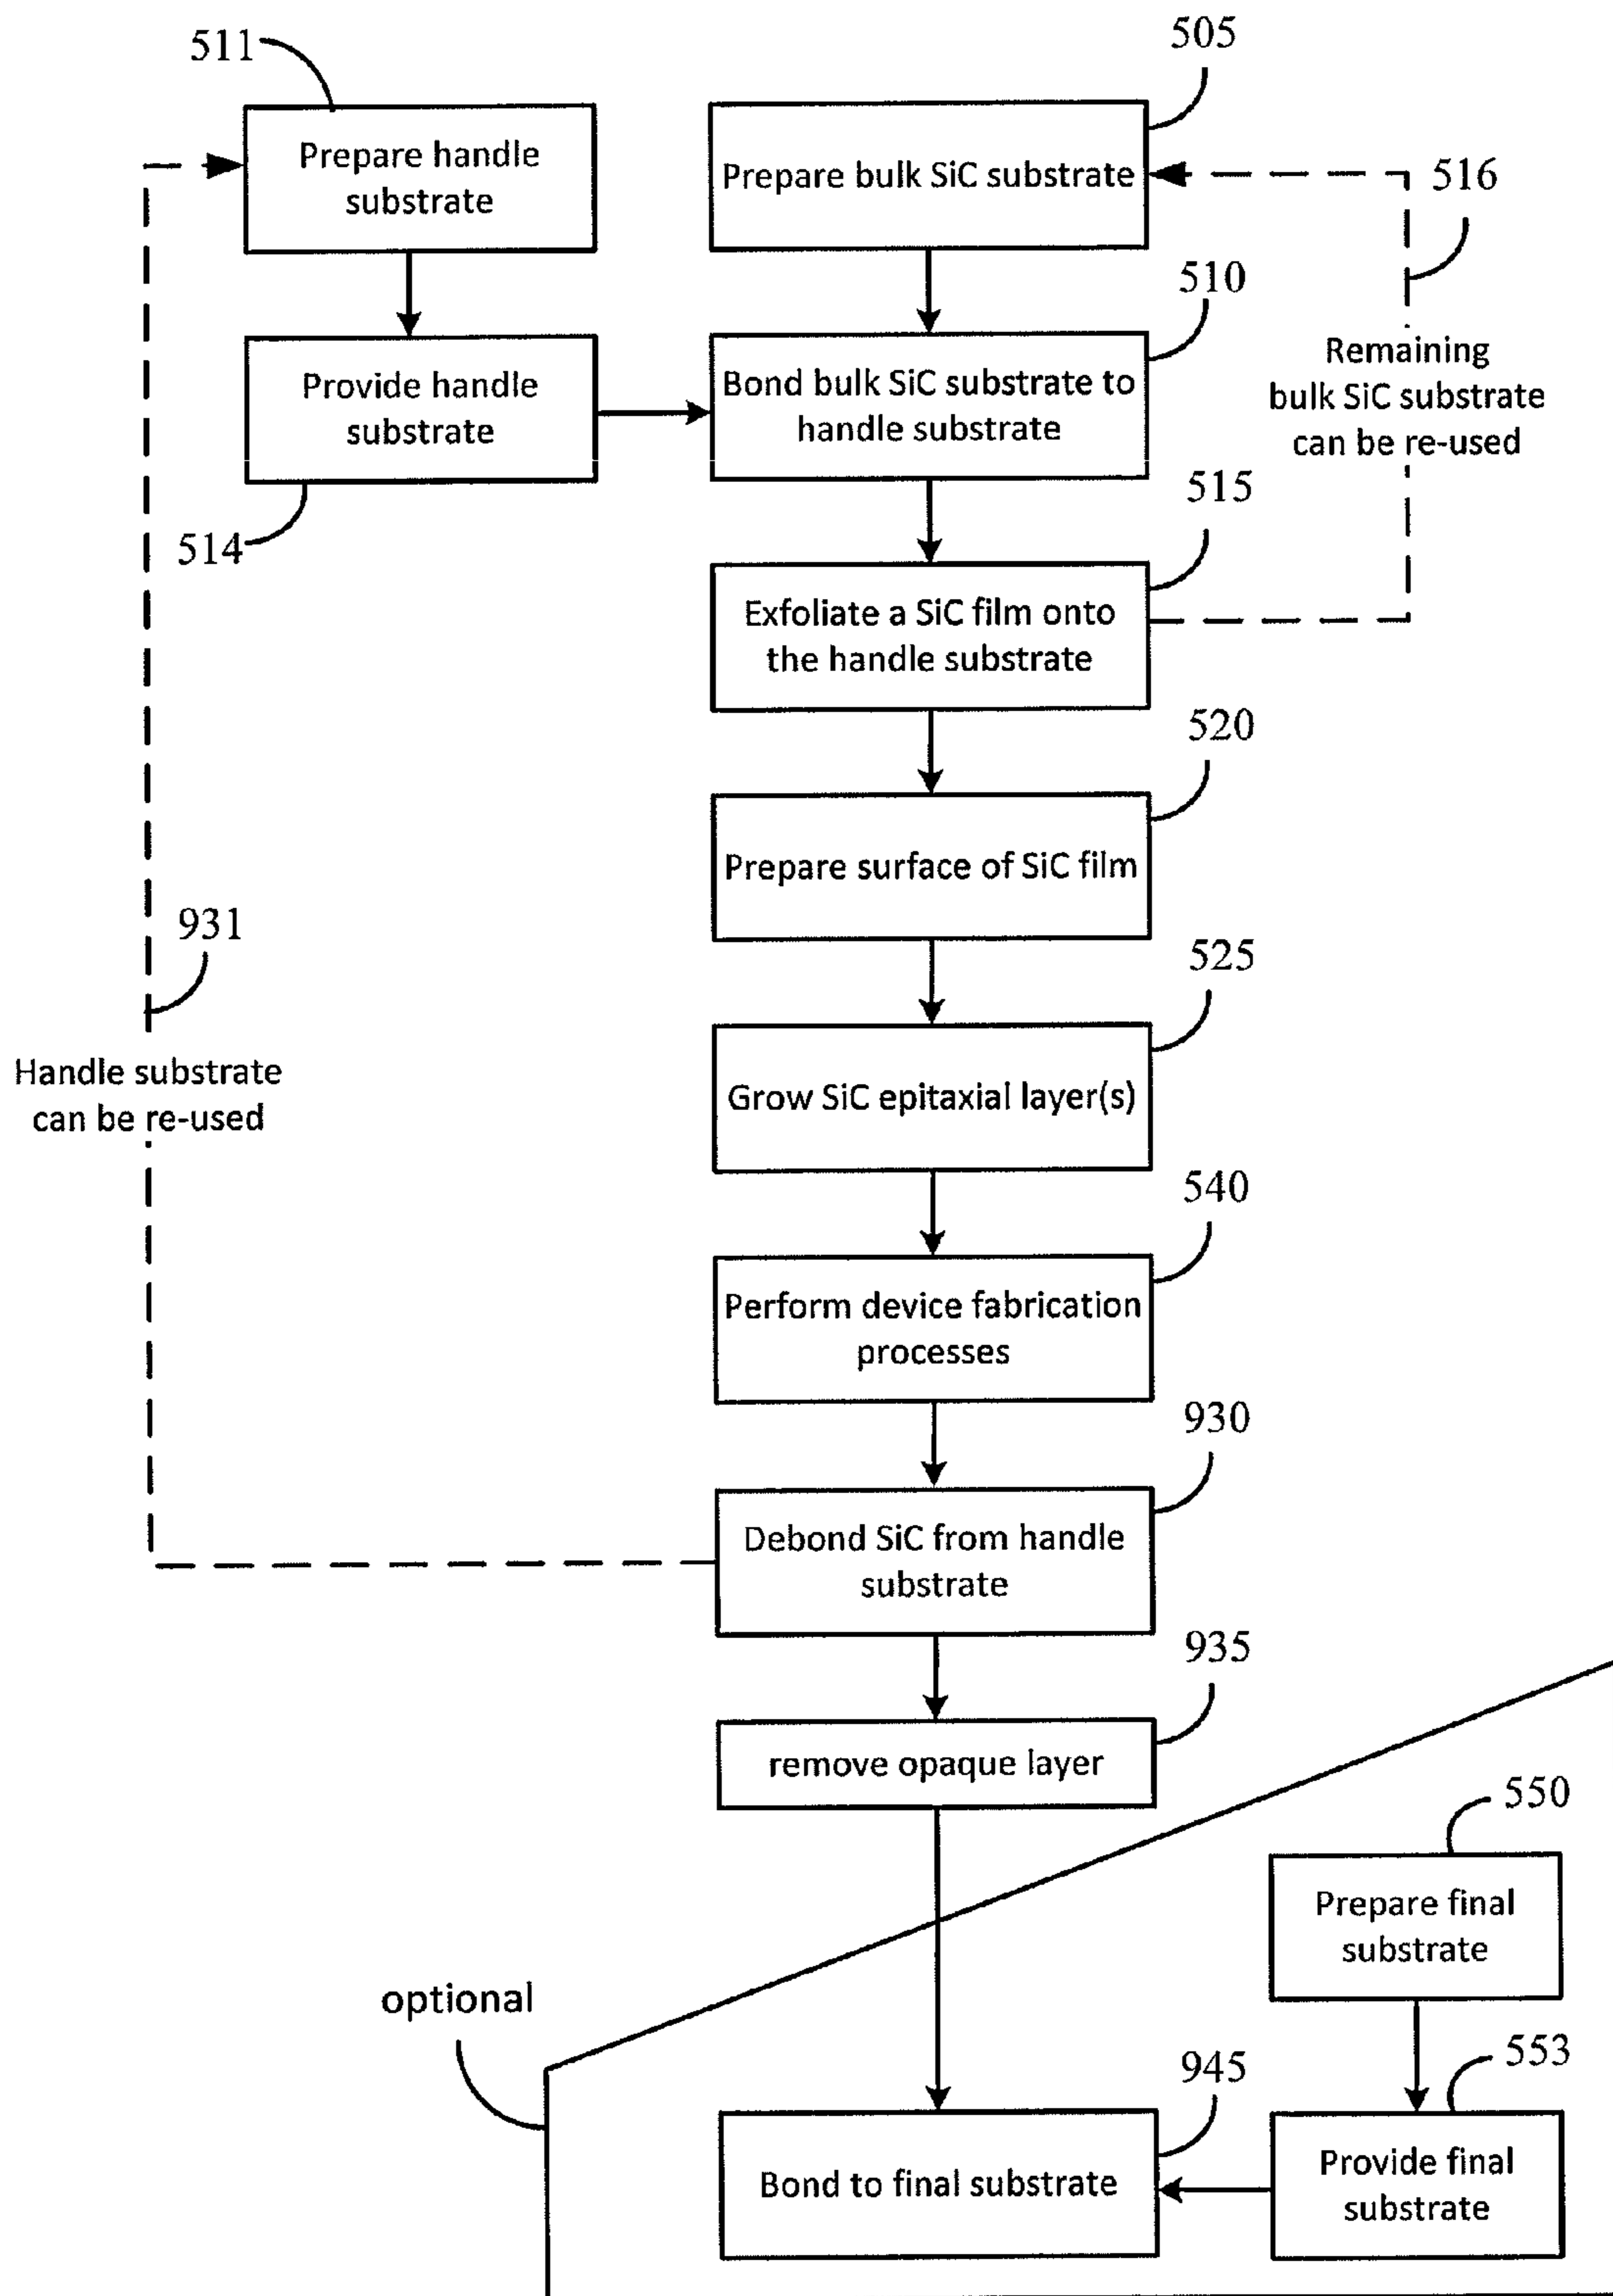 511
505
Prepare handle
substrate
Prepare bulk SiC substrate
516
510
Provide handle
substrate
Bond bulk SiC substrate to
handle substrate
Remaining
bulk SiC substrate
can be re-used
514
515
Exfoliate a SiC film onto
the handle substrate
520
Prepare surface of SiC film
931
525
Handle substrate
can be re-used
Grow SiC epitaxial layer(s)
540
Perform device fabrication
processes
930
Debond SiC from handle
substrate
935
remove opaque layer
550
Prepare final
substrate
optional
553
945
Bond to final substrate
Provide final
substrate